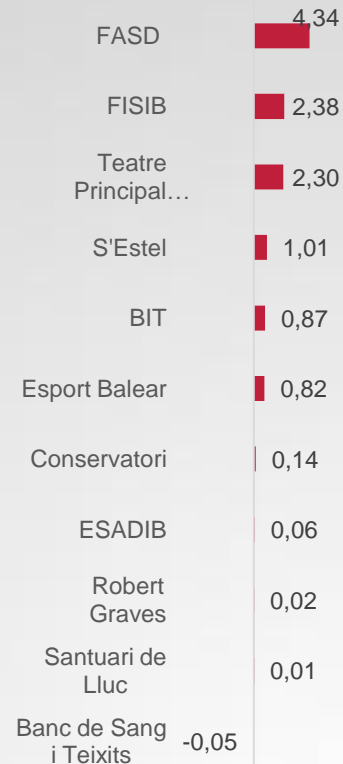 FASD 4,34
FISIB 2,38
Teatre
Principal… 2,30
S'Estel 1,01
BIT 0,87
Esport Balear 0,82
Conservatori 0,14
ESADIB 0,06
Robert
Graves 0,02
Santuari de
Lluc 0,01
Banc de Sang
i Teixits -0,05